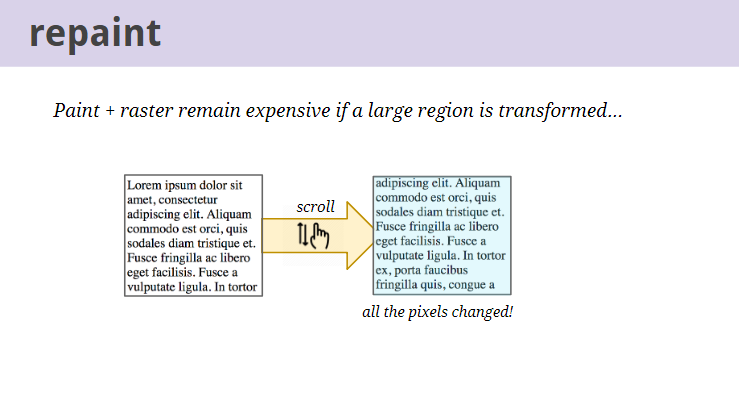 repaint
Paint + raster remain expensive if a large region is transformed...
Lorem ipsum dolor sit
amet, consectetur
adipiscing elit. Aliquam
commodo est orci, quis
sodales diam tristique et.
Fusce fringilla ac libero
eget facilisis. Fusce a
vulputate ligula. In tortor
scroll
adipiscing elit. Aliquam
commodo est orci, quis
sodales diam tristique et.
Fusce fringilla ac libero
eget facilisis. Fusce a
vulputate ligula. In tortor
ex, porta faucibus
fringilla quis, congue a
all the pixels changed!